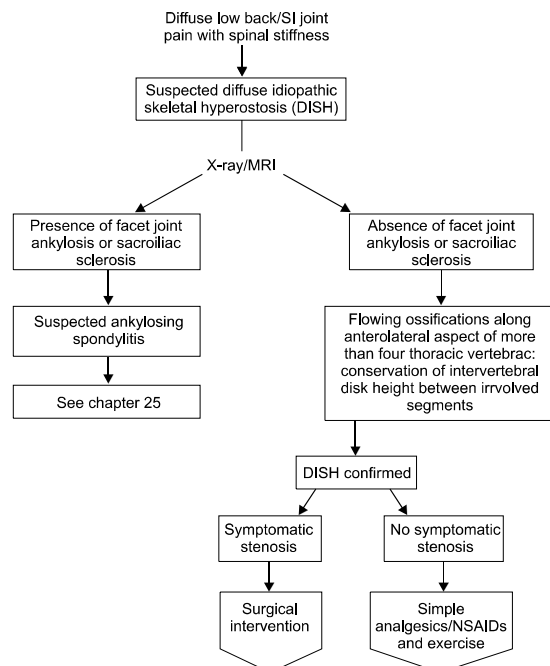 Diffuse low back/SI joint
pain with spinal stiffness
Suspected diffuse idiopathic
skeletal hyperostosis (DISH)
X-ray/MRI
Presence of facet joint
ankylosis or sacroiliac
sclerosis
Absence of facet joint
ankylosis or sacroiliac
sclerosis
Suspected ankylosing
spondylitis
See chapter 25
Flowing ossifications along
anterolateral aspect of more
than four thoracic vertebrac:
conservation of intervertebral
disk height between irrvolved
segments
DISH confirmed
Symptomatic
stenosis
No symptomatic
stenosis
Surgical
intervention
Simple
analgesics/NSAIDs
and exercise